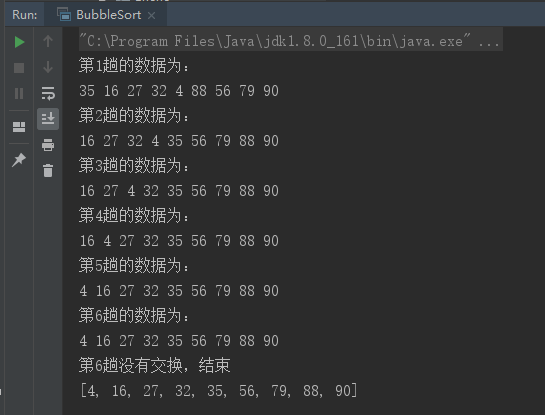 Run: BubbleSort
"C:\Program Files\Java\jdk1.8.0_161\bin\java.exe" ...
第1趟的数据为:
35 16 27 32 4 88 56 79 90
第2趟的数据为:
16 27 32 4 35 56 79 88 90
第3趟的数据为:
16 27 4 32 35 56 79 88 90
第4趟的数据为:
16 4 27 32 35 56 79 88 90
第5趟的数据为:
4 16 27 32 35 56 79 88 90
第6趟的数据为:
4 16 27 32 35 56 79 88 90
第6趟没有交换，结束
[4, 16, 27, 32, 35, 56, 79, 88, 90]